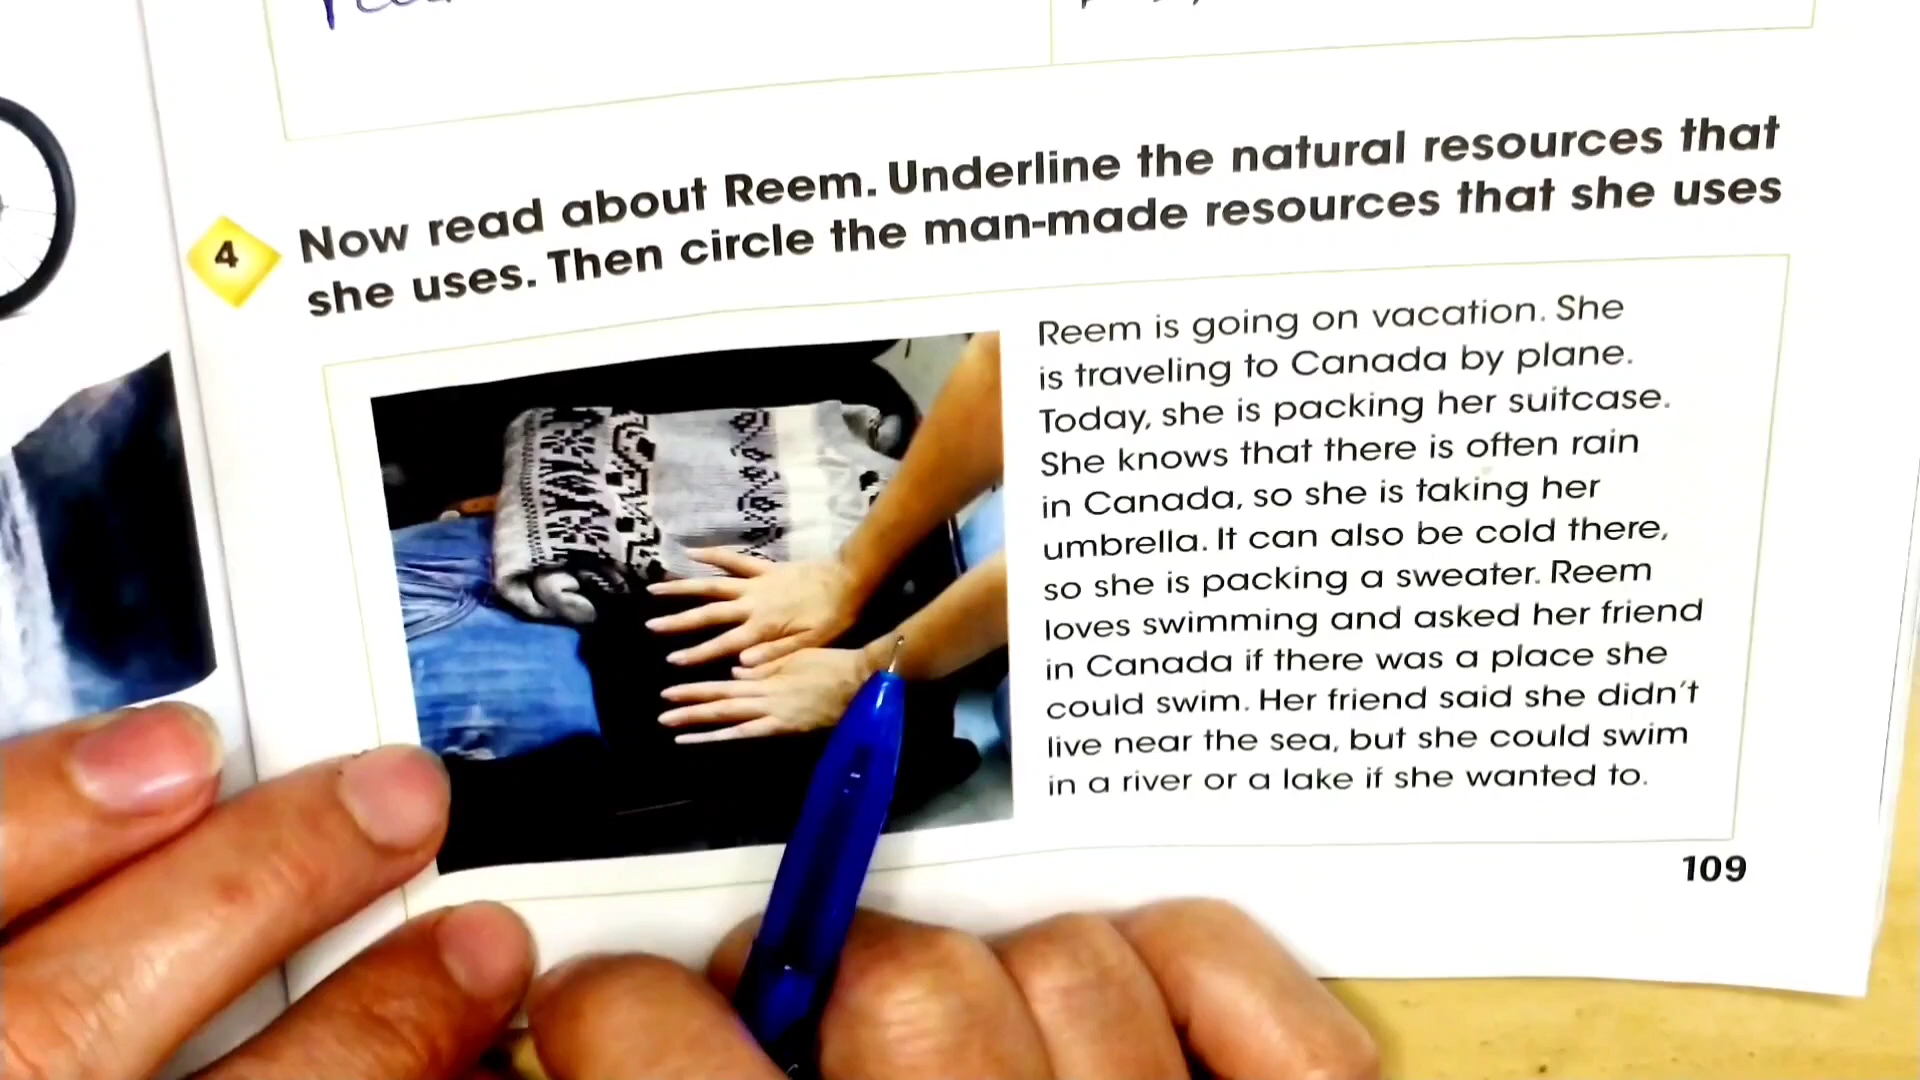 4
Now read about Reem. Underline the natural resources that
she uses. Then circle the man-made resources that she uses
Reem is going on vacation. She
is traveling to Canada by plane.
Today, she is packing her suitcase.
She knows that there is often rain
in Canada, so she is taking her
umbrella. It can also be cold there,
so she is packing a sweater. Reem
loves swimming and asked her friend
in Canada if there was a place she
could swim. Her friend said she didn't
live near the sea, but she could swim
in a river or a lake if she wanted to.
109